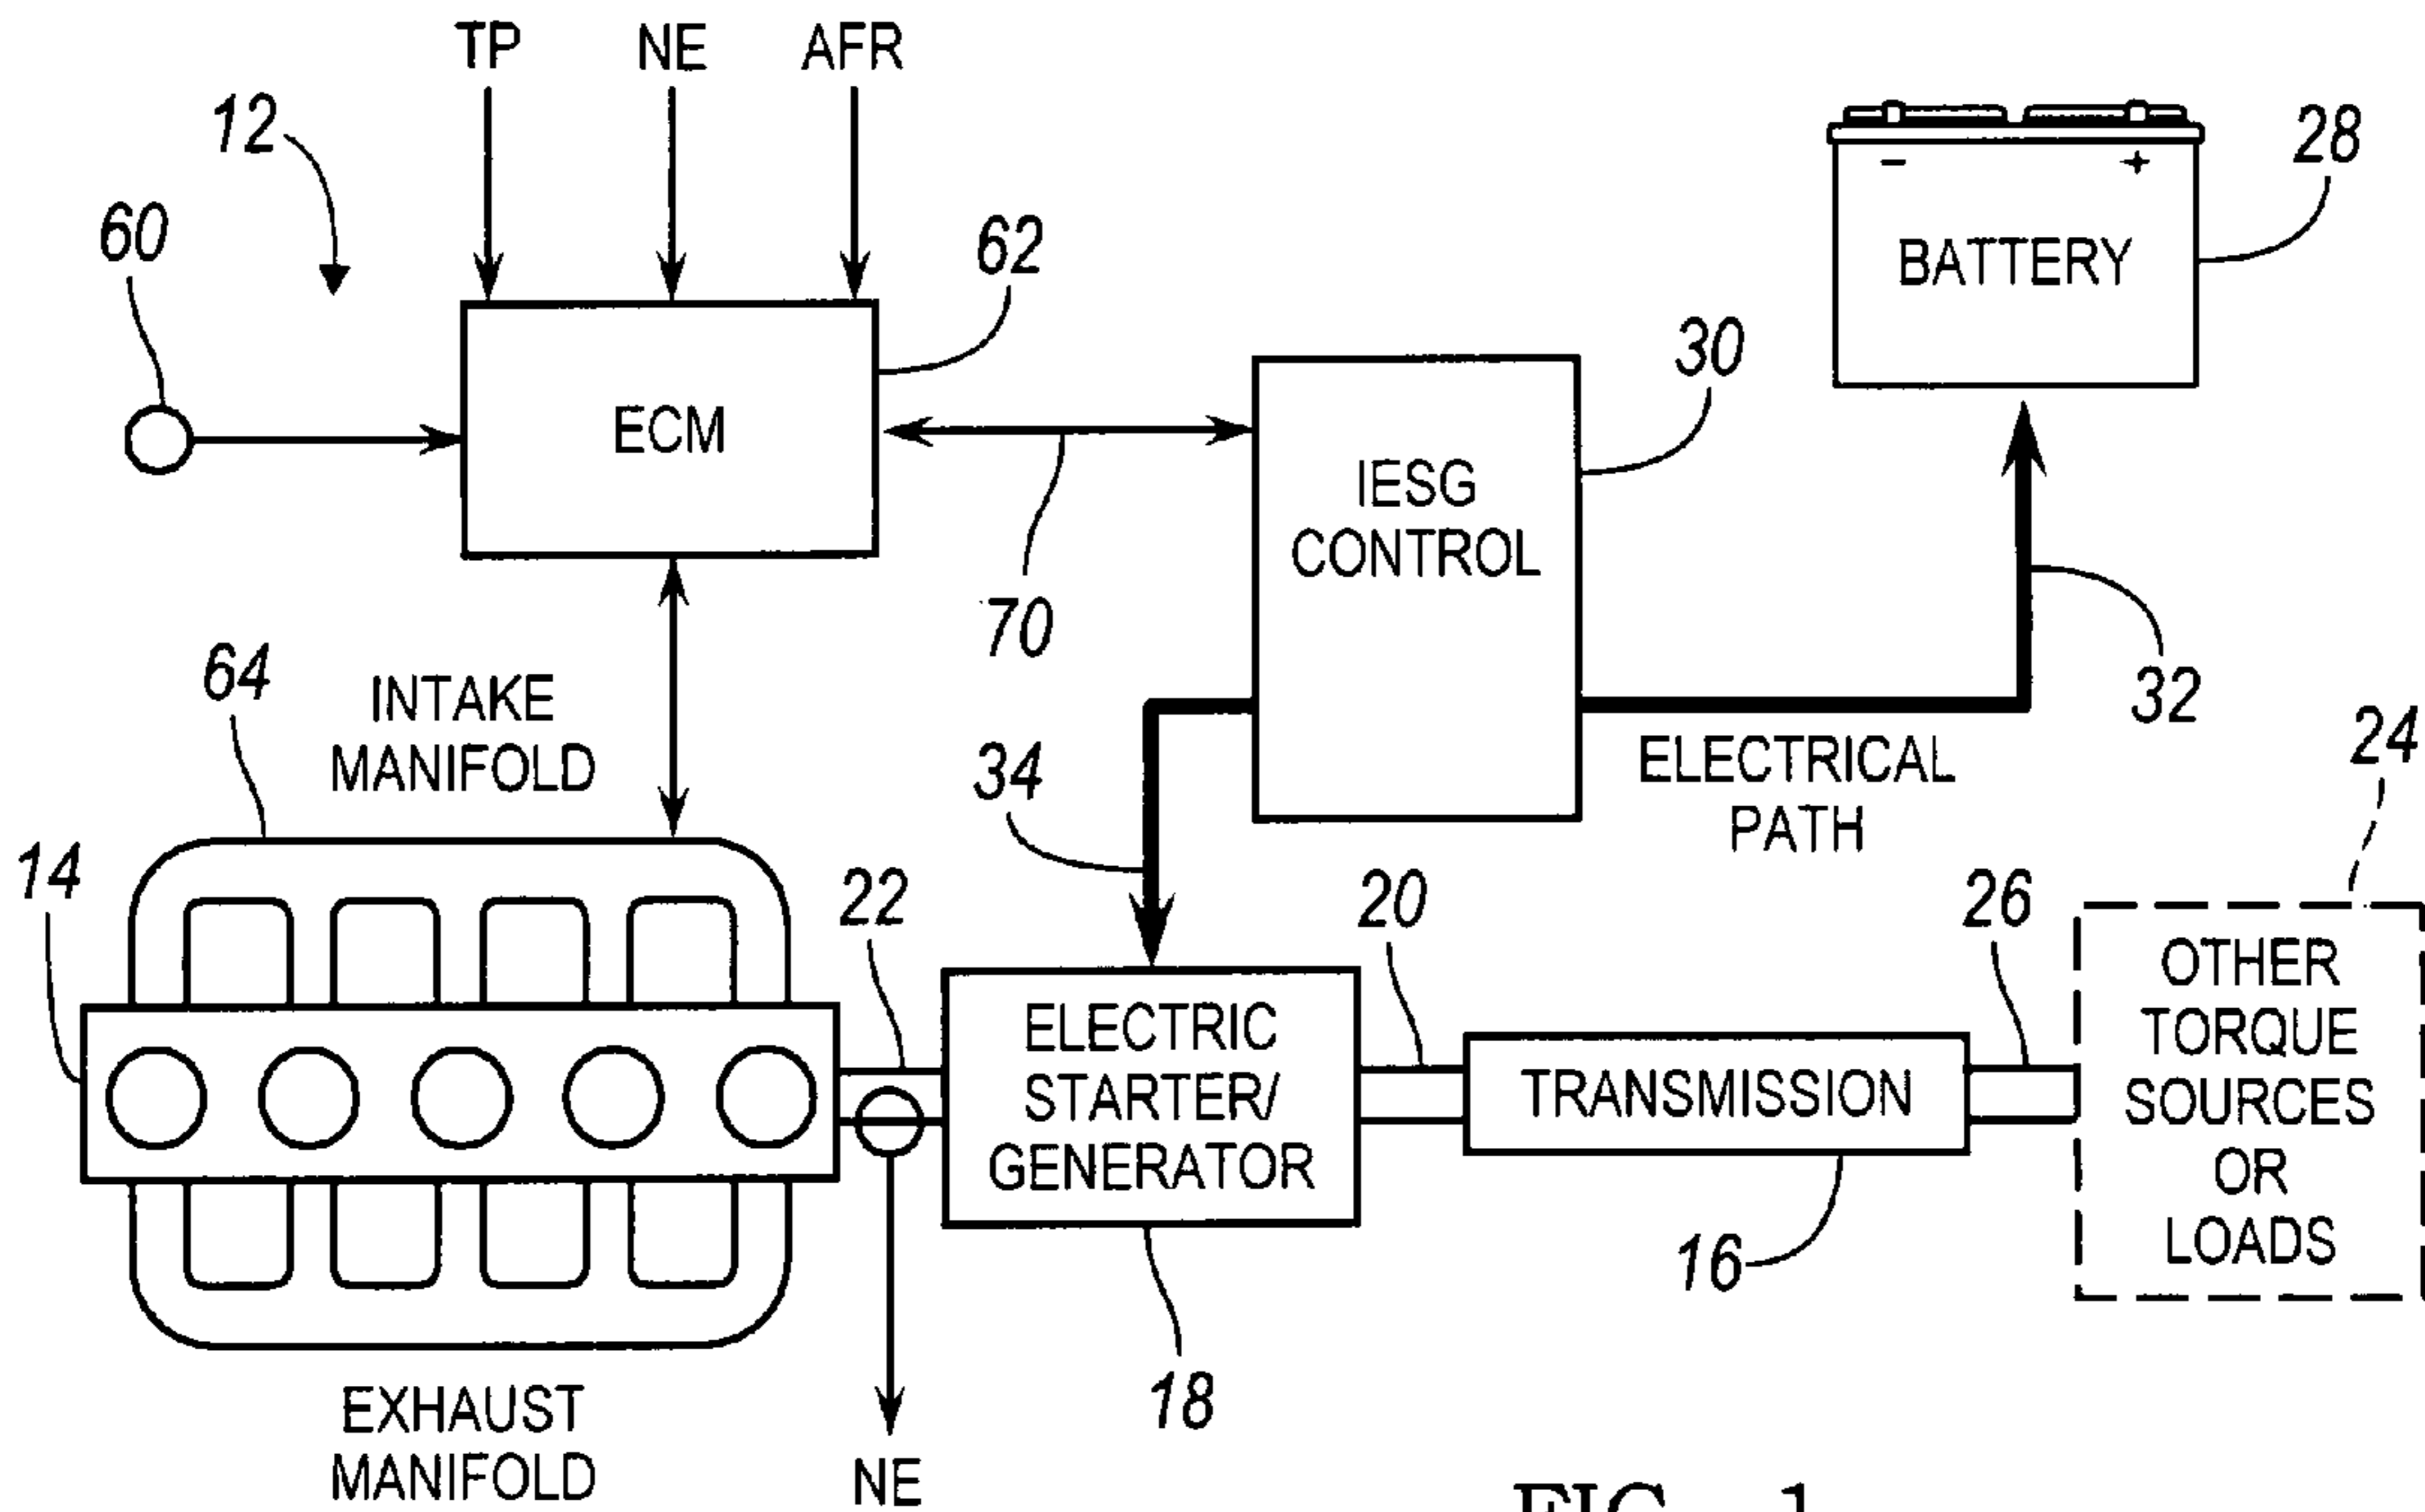 TP NE AFR
12
60
62
28
- +
BATTERY
30
ECM
IESG
CONTROL
70
32
64
INTAKE
MANIFOLD
34
ELECTRICAL
PATH
24
14
22
20
26
ELECTRIC
STARTER/
GENERATOR
TRANSMISSION
OTHER
TORQUE
SOURCES
OR
LOADS
16
18
EXHAUST
MANIFOLD
NE
FIG. 1